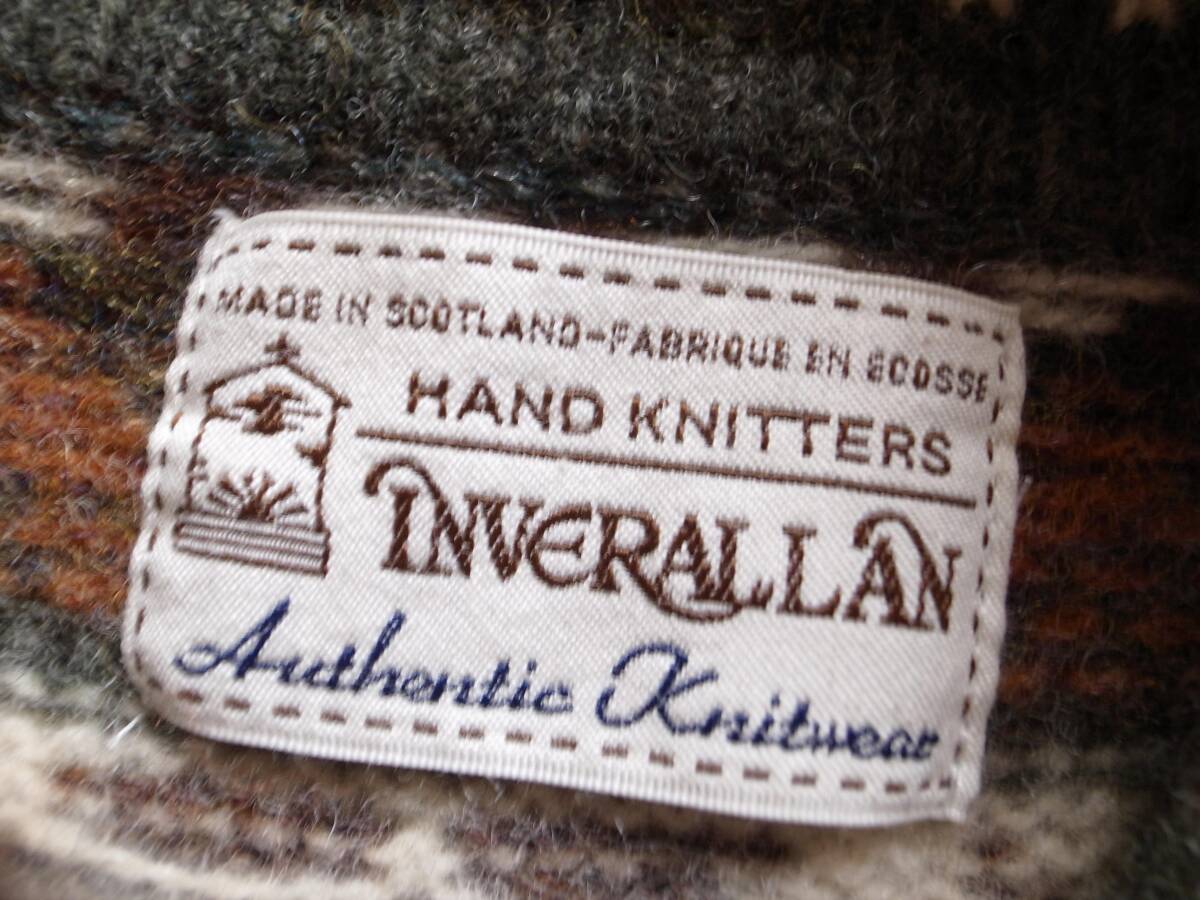 MADE IN SCOTLAND-FABRIQUE EN ECOSSE
HAND KNITTERS
INVERALLAN
Authentic Knitwear